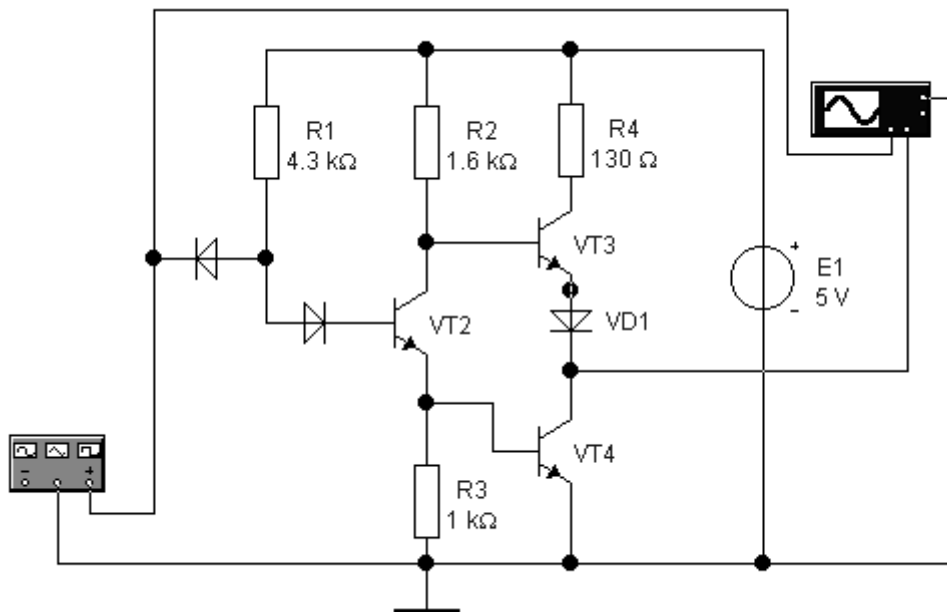 R1
4.3 kΩ
R2
1.6 kΩ
R4
130 Ω
VT3
E1
5 V
+
−
VT2
VD1
VT4
− +
R3
1 kΩ